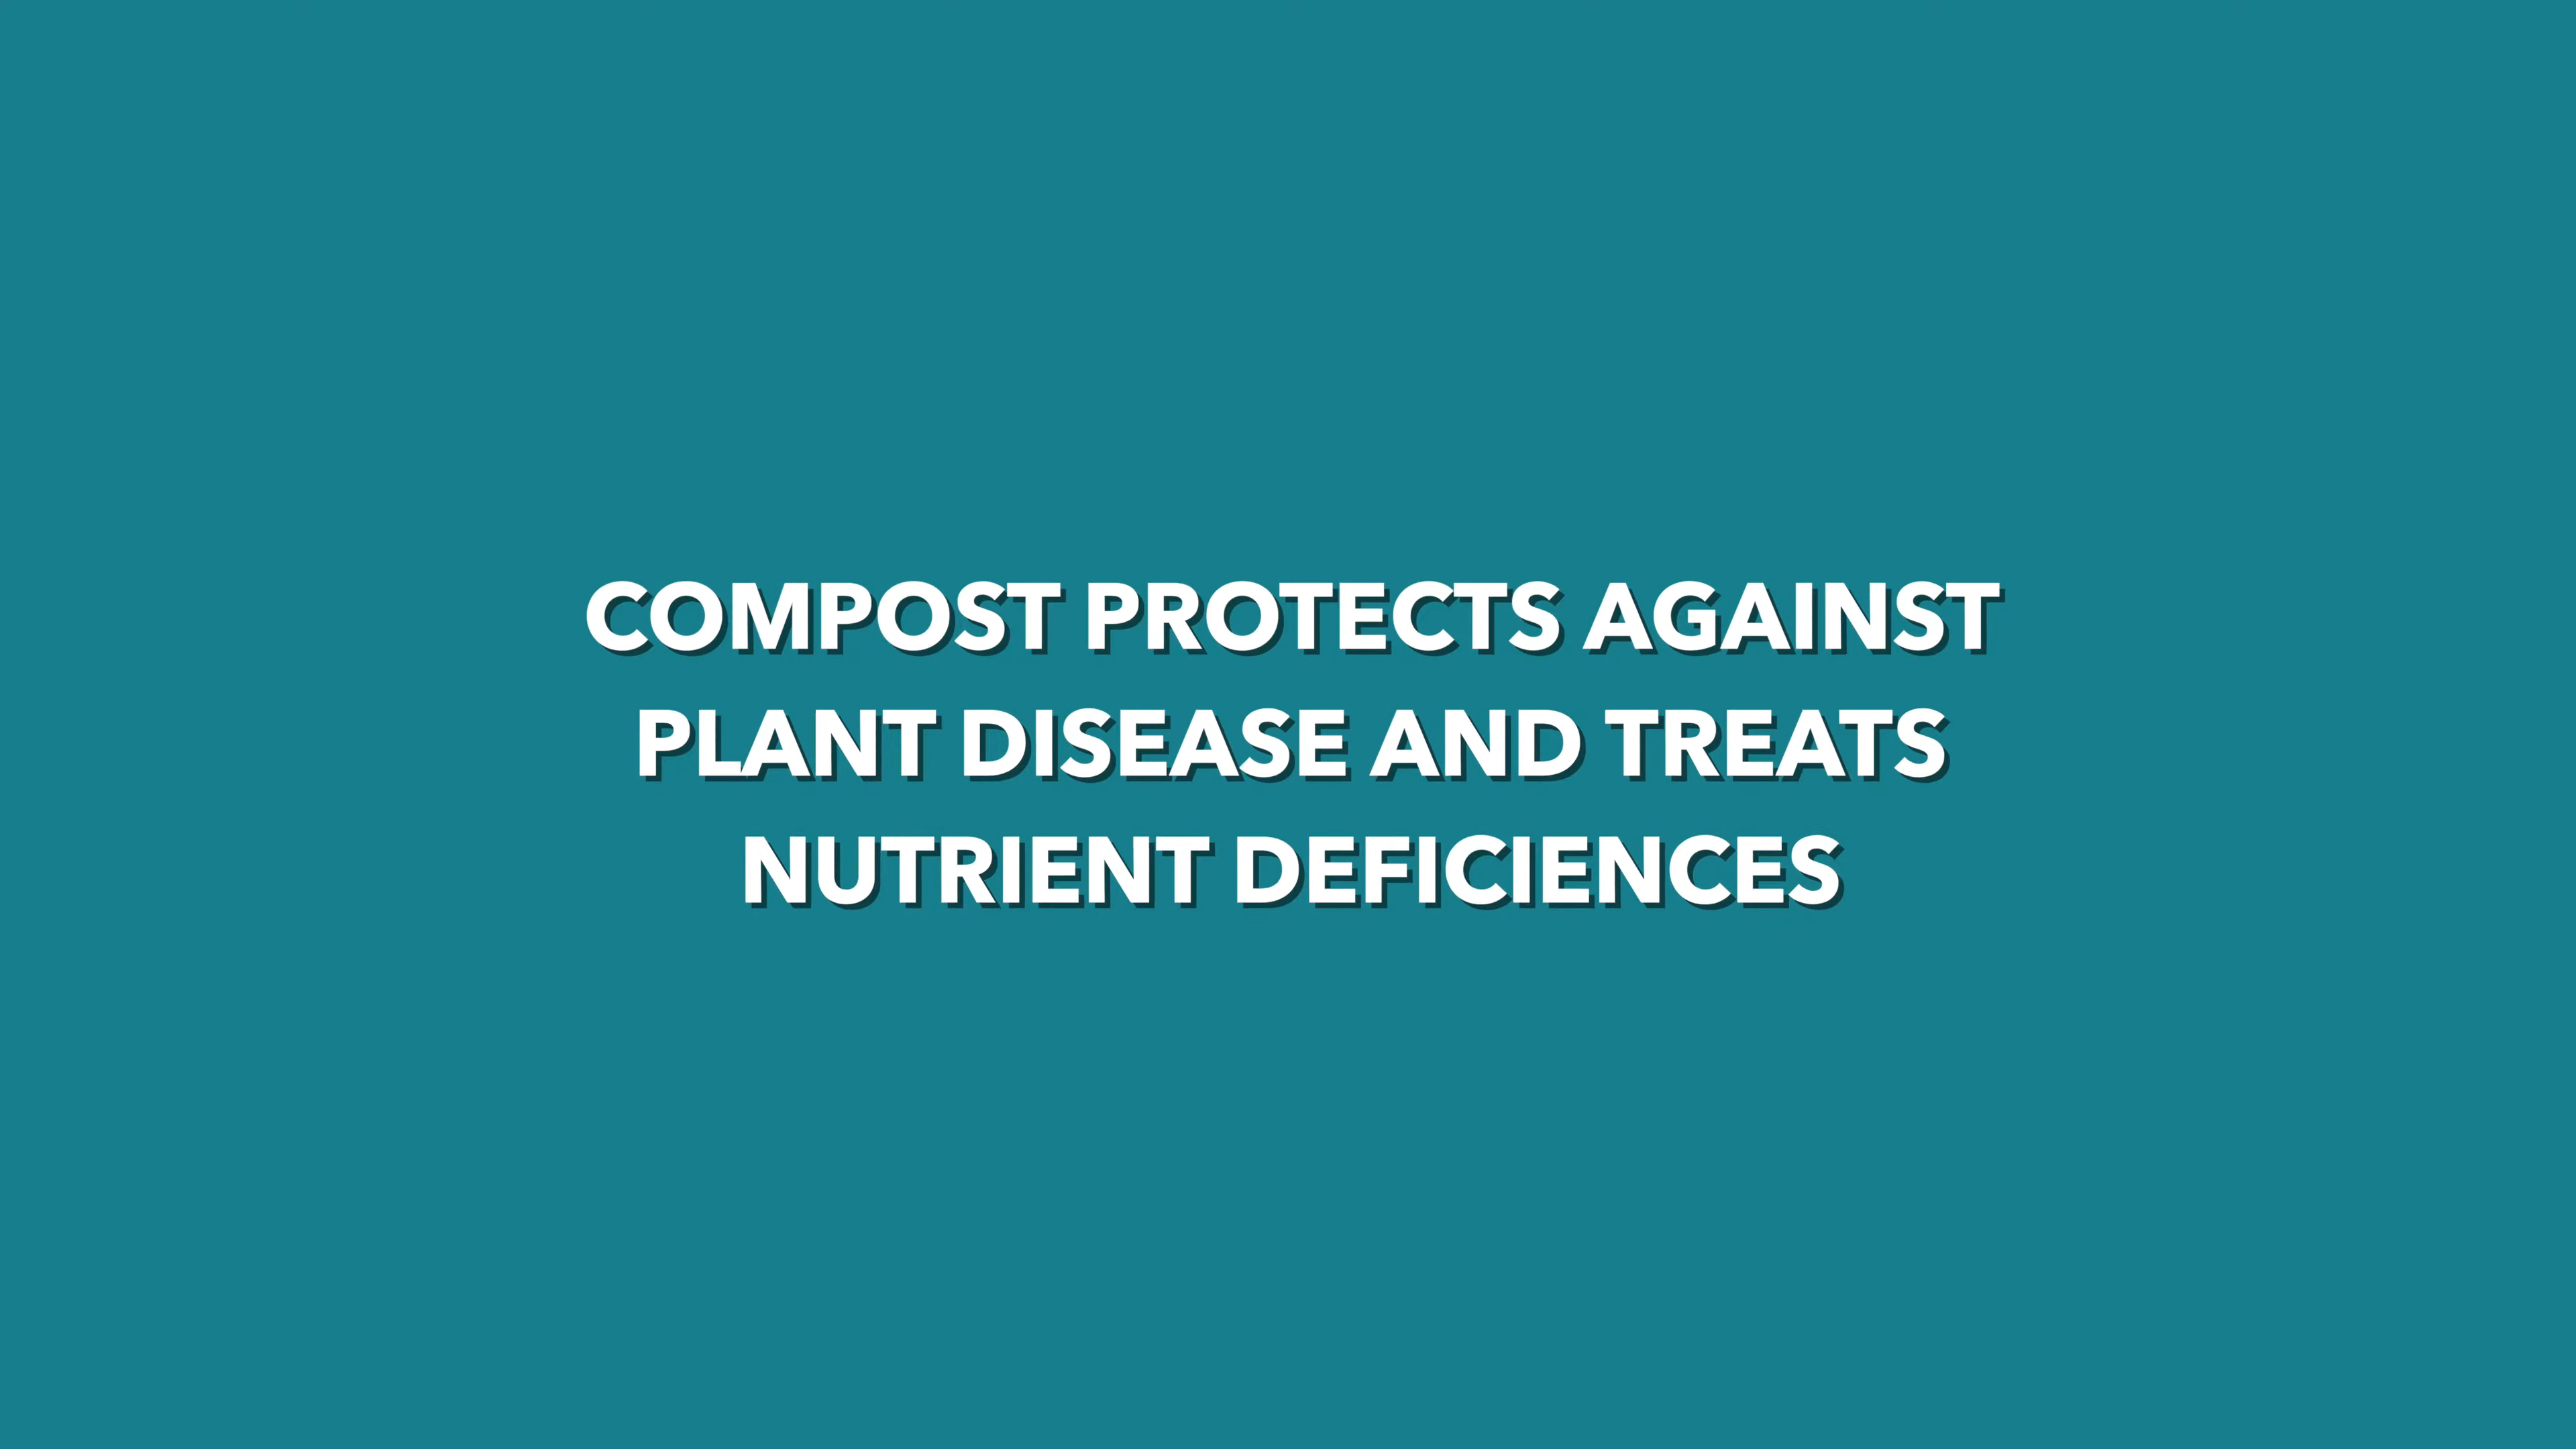 COMPOST PROTECTS AGAINST
PLANT DISEASE AND TREATS
NUTRIENT DEFICIENCES